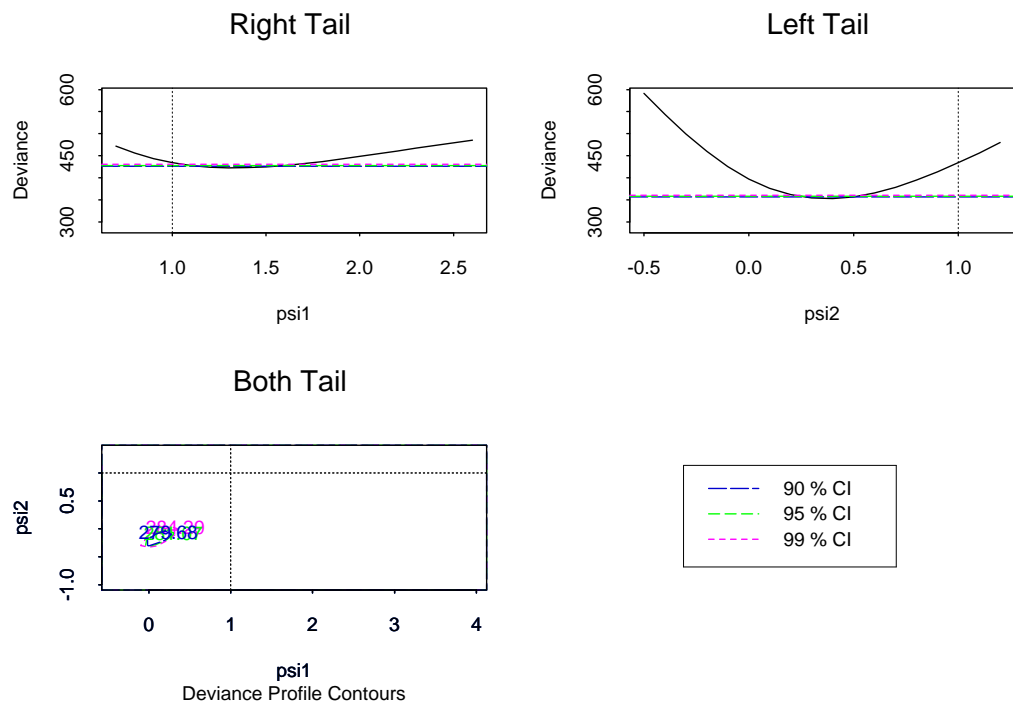 Right Tail
Deviance
600
450
300
1.0 1.5 2.0 2.5
psi1
Left Tail
Deviance
600
450
300
-0.5 0.0 0.5 1.0
psi2
Both Tail
psi2
0.5
-1.0
0 1 2 3 4
psi1
Deviance Profile Contours
90 % CI
95 % CI
99 % CI